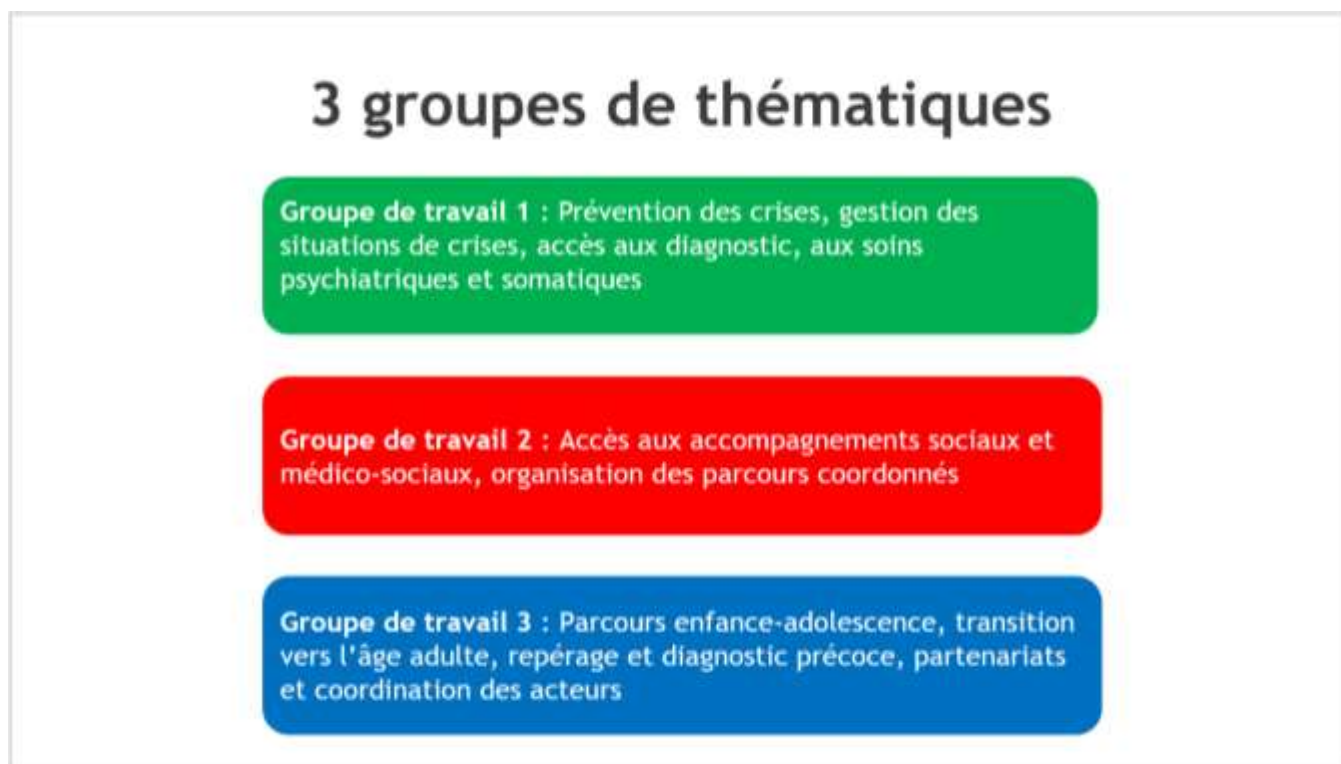 3 groupes de thématiques
Groupe de travail 1 : Prévention des crises, gestion des
situations de crises, accès aux diagnostic, aux soins
psychiatriques et somatiques
Groupe de travail 2 : Accès aux accompagnements sociaux et
médico-sociaux, organisation des parcours coordonnés
Groupe de travail 3 : Parcours enfance-adolescence, transition
vers l'âge adulte, repérage et diagnostic précoce, partenariats
et coordination des acteurs